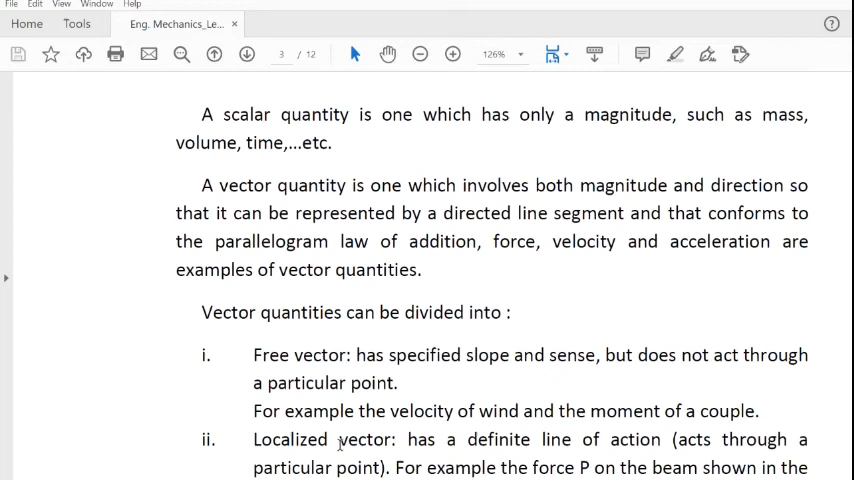 File Edit View Window Help
Home Tools Eng. Mechanics_Le... ×
3 / 12 126%
A scalar quantity is one which has only a magnitude, such as mass,
volume, time,...etc.
A vector quantity is one which involves both magnitude and direction so
that it can be represented by a directed line segment and that conforms to
the parallelogram law of addition, force, velocity and acceleration are
examples of vector quantities.
Vector quantities can be divided into :
i. Free vector: has specified slope and sense, but does not act through
a particular point.
For example the velocity of wind and the moment of a couple.
ii. Localized vector: has a definite line of action (acts through a
particular point). For example the force P on the beam shown in the